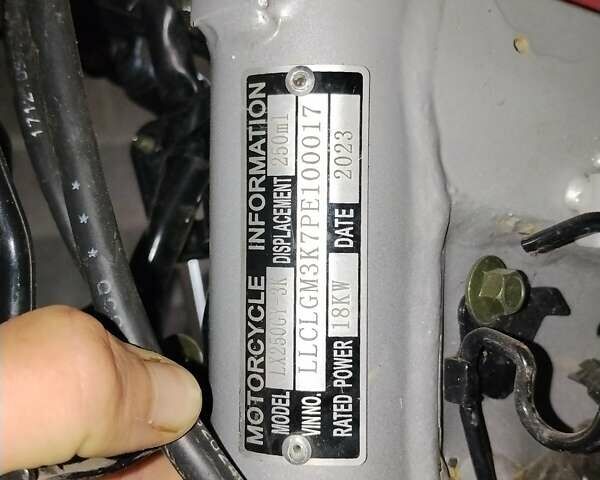 MOTORCYCLE INFORMATION
MODEL LX250GY-3K DISPLACEMENT 250ml
VIN NO. LLCLGM3K7PE100017
RATED POWER 18KW DATE 2023